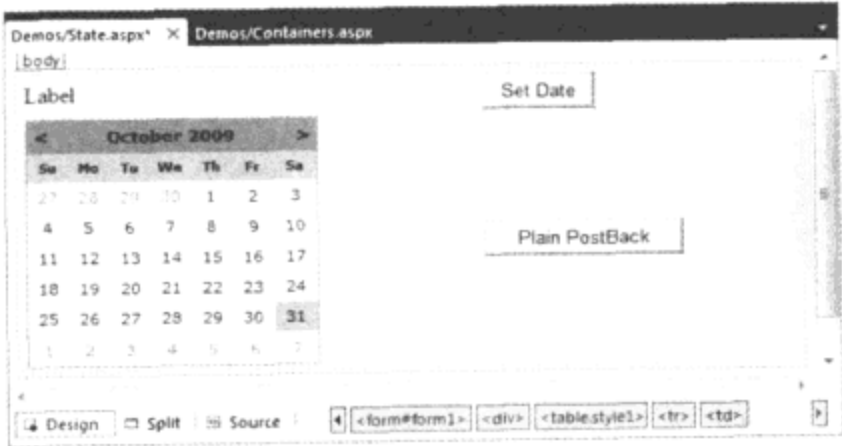 Demos/State.aspx* × Demos/Containers.aspx
body
Label
Set Date
< October 2009 >
Su Mo Tu We Th Fr Sa
27 28 29 30 1 2 3
4 5 6 7 8 9 10
11 12 13 14 15 16 17
18 19 20 21 22 23 24
25 26 27 28 29 30 31
1 2 3 4 5 6 7
Plain PostBack
Design Split Source <form#form1> <div> <table.style1> <tr> <td>